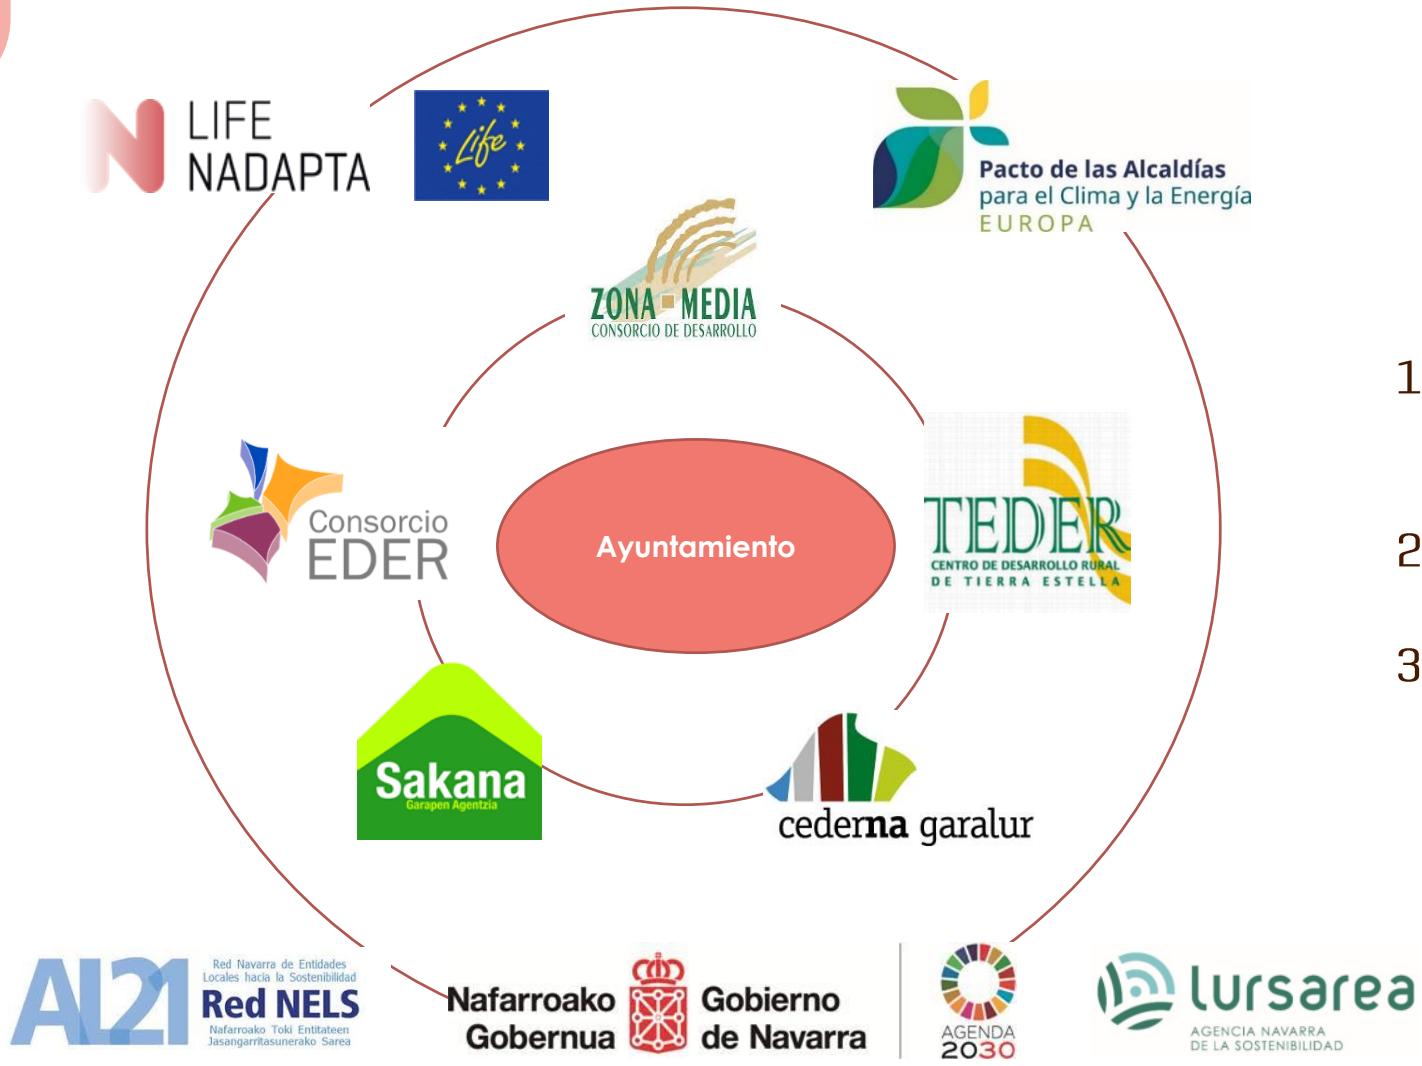 LIFE
NADAPTA
Life
Pacto de las Alcaldías
para el Clima y la Energía
EUROPA
ZONA MEDIA
CONSORCIO DE DESARROLLO
1
Consorcio
EDER
Ayuntamiento
TEDER
CENTRO DE DESARROLLO RURAL
DE TIERRA ESTELLA
2
3
Sakana
Garapen Agentzia
cederna garalur
AL21
Red Navarra de Entidades
Locales hacia la Sostenibilidad
Red NELS
Nafarroako Toki Entitateen
Jasangarritasunerako Sarea
Nafarroako
Gobernua
Gobierno
de Navarra
AGENDA
2030
lursarea
AGENCIA NAVARRA
DE LA SOSTENIBILIDAD